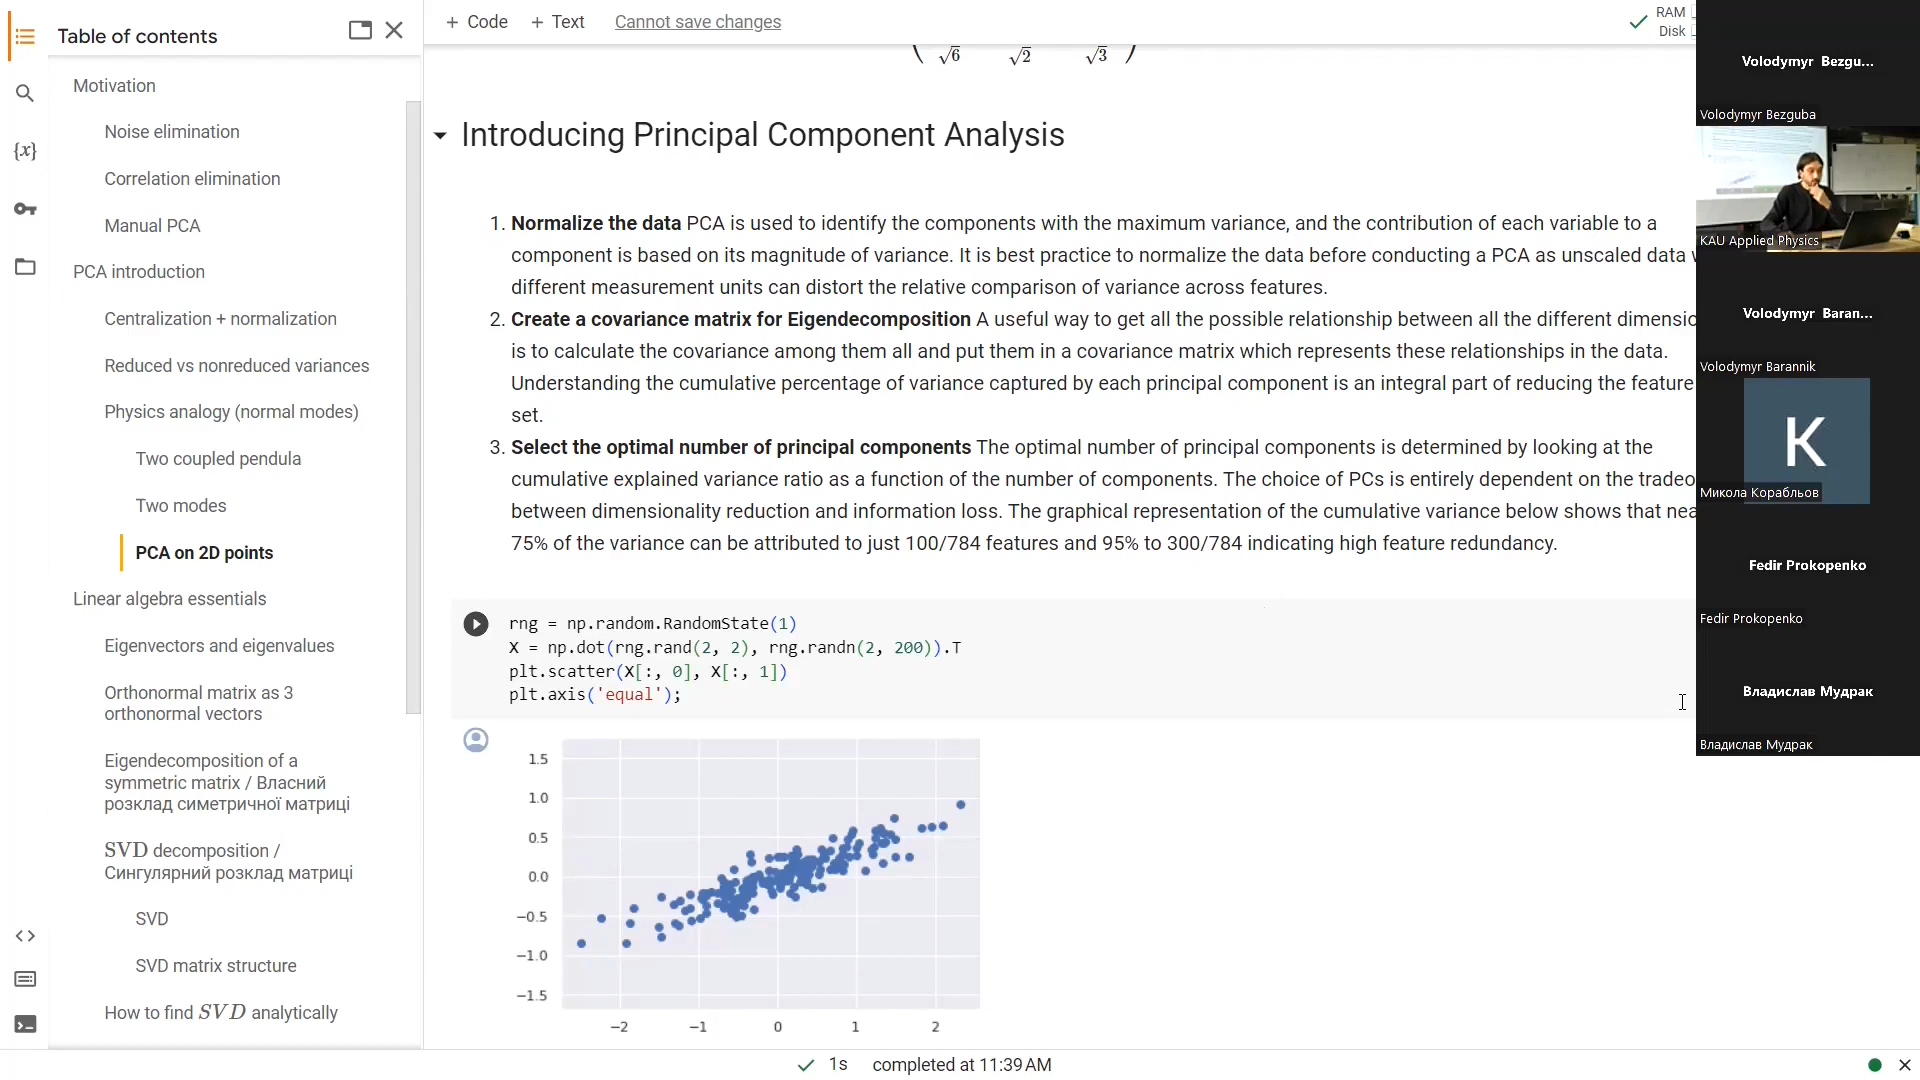 Table of contents
Motivation
Noise elimination
Correlation elimination
Manual PCA
PCA introduction
Centralization + normalization
Reduced vs nonreduced variances
Physics analogy (normal modes)
Two coupled pendula
Two modes
PCA on 2D points
Linear algebra essentials
Eigenvectors and eigenvalues
Orthonormal matrix as 3
orthonormal vectors
Eigendecomposition of a
symmetric matrix / Власний
розклад симетричної матриці
SVD decomposition /
Сингулярний розклад матриці
SVD
SVD matrix structure
How to find SVD analytically
+ Code + Text Cannot save changes
RAM
Disk
√6 √2 √3
Introducing Principal Component Analysis
1. Normalize the data PCA is used to identify the components with the maximum variance, and the contribution of each variable to a
component is based on its magnitude of variance. It is best practice to normalize the data before conducting a PCA as unscaled data
different measurement units can distort the relative comparison of variance across features.
2. Create a covariance matrix for Eigendecomposition A useful way to get all the possible relationship between all the different dimensio
is to calculate the covariance among them all and put them in a covariance matrix which represents these relationships in the data.
Understanding the cumulative percentage of variance captured by each principal component is an integral part of reducing the feature
set.
3. Select the optimal number of principal components The optimal number of principal components is determined by looking at the
cumulative explained variance ratio as a function of the number of components. The choice of PCs is entirely dependent on the tradeo
between dimensionality reduction and information loss. The graphical representation of the cumulative variance below shows that nea
75% of the variance can be attributed to just 100/784 features and 95% to 300/784 indicating high feature redundancy.
rng = np.random.RandomState(1)
X = np.dot(rng.rand(2, 2), rng.randn(2, 200)).T
plt.scatter(X[:, 0], X[:, 1])
plt.axis('equal');
1.5
1.0
0.5
0.0
−0.5
−1.0
−1.5
−2 −1 0 1 2
1s completed at 11:39 AM
Volodymyr Bezgu...
Volodymyr Bezguba
KAU Applied Physics
Volodymyr Baran...
Volodymyr Barannik
K
Микола Корабльов
Fedir Prokopenko
Fedir Prokopenko
Владислав Мудрак
Владислав Мудрак
{x}